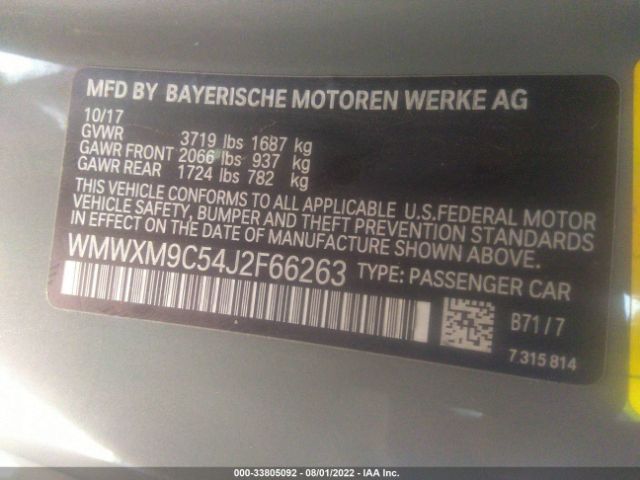 MFD BY BAYERISCHE MOTOREN WERKE AG
10/17
GVWR 3719 lbs 1687 kg
GAWR FRONT 2066 lbs 937 kg
GAWR REAR 1724 lbs 782 kg
THIS VEHICLE CONFORMS TO ALL APPLICABLE U.S.FEDERAL MOTOR
VEHICLE SAFETY, BUMPER AND THEFT PREVENTION STANDARDS
IN EFFECT ON THE DATE OF MANUFACTURE SHOWN ABOVE.
WMWXM9C54J2F66263 TYPE: PASSENGER CAR
B71/7
7 315 814
000-33805092 - 08/01/2022 - IAA Inc.